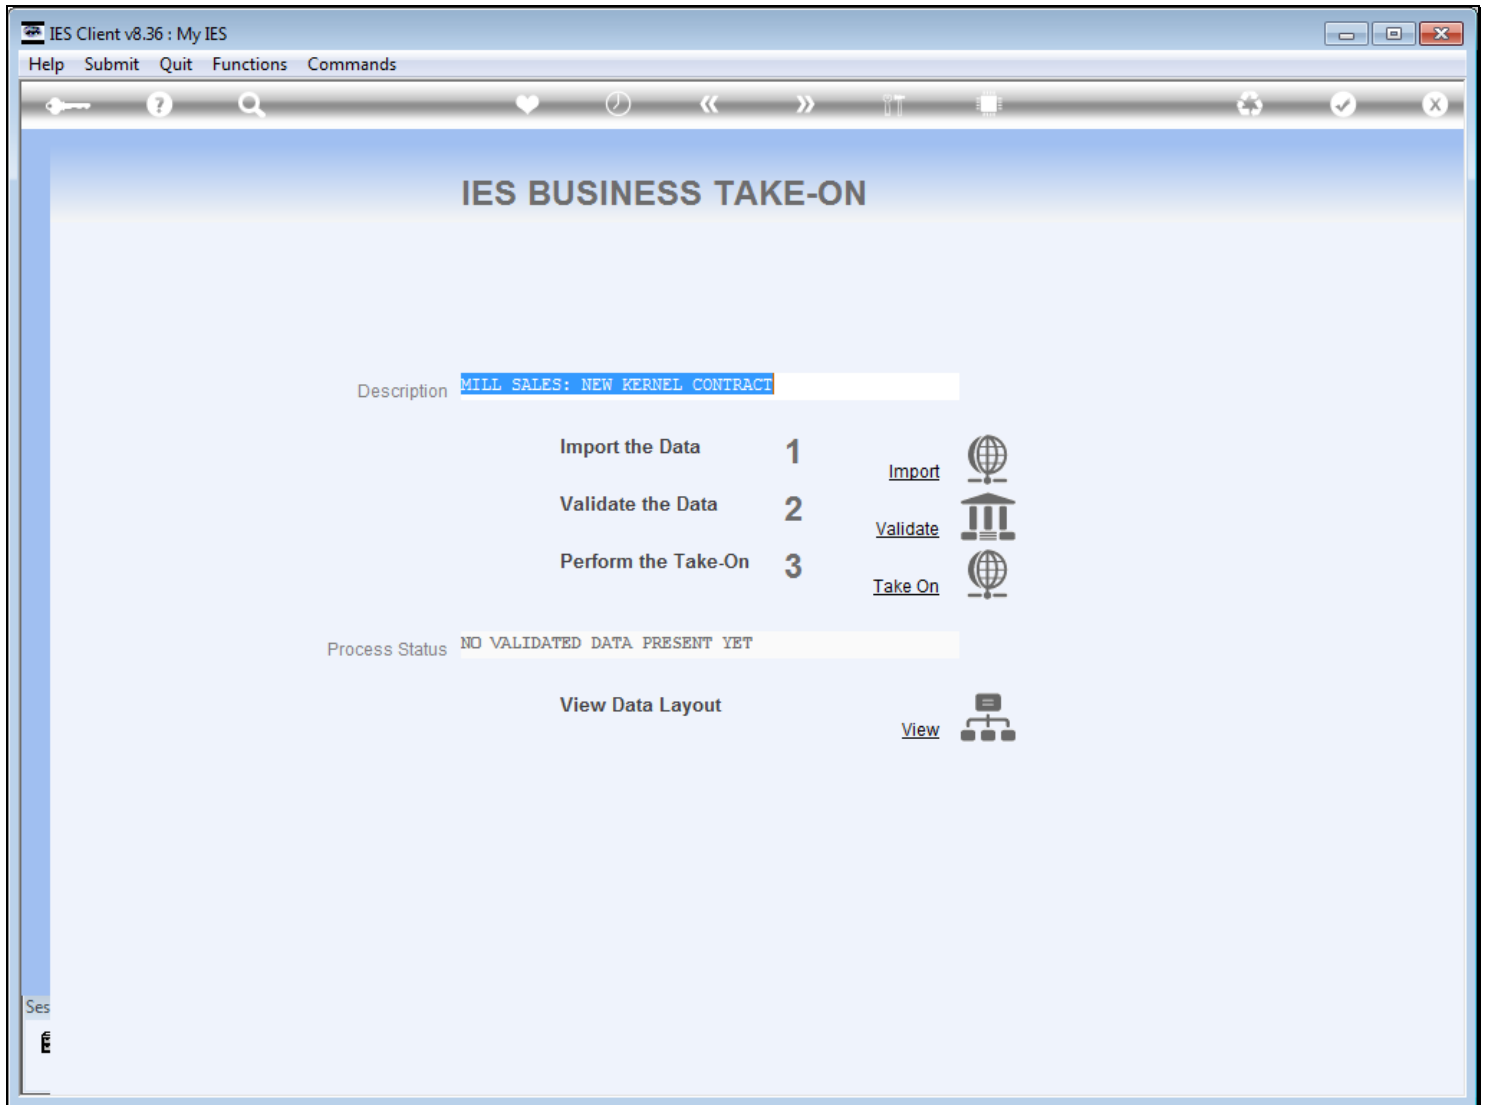 IES Client v8.36 : My IES
Help Submit Quit Functions Commands
IES BUSINESS TAKE-ON
Description MILL SALES: NEW KERNEL CONTRACT
Import the Data 1 Import
Validate the Data 2 Validate
Perform the Take-On 3 Take On
Process Status NO VALIDATED DATA PRESENT YET
View Data Layout View
Ses